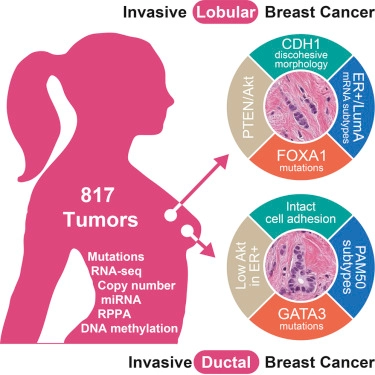 Invasive Lobular Breast Cancer
CDH1
discohesive
morphology
PTEN/Akt
ER+/LumA
mRNA subtypes
FOXA1
mutations
817
Tumors
Mutations
RNA-seq
Copy number
miRNA
RPPA
DNA methylation
Intact
cell adhesion
Low Akt
in ER+
PAM50
subtypes
GATA3
mutations
Invasive Ductal Breast Cancer